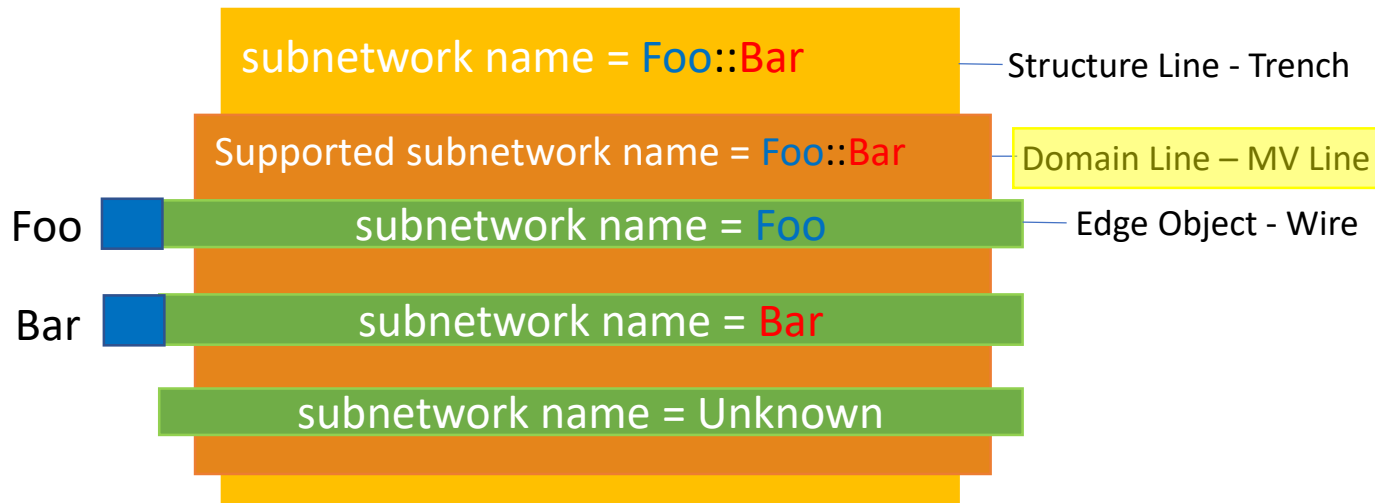 subnetwork name = Foo::Bar
Structure Line - Trench
Supported subnetwork name = Foo::Bar
Domain Line – MV Line
Foo
subnetwork name = Foo
Edge Object - Wire
Bar
subnetwork name = Bar
subnetwork name = Unknown